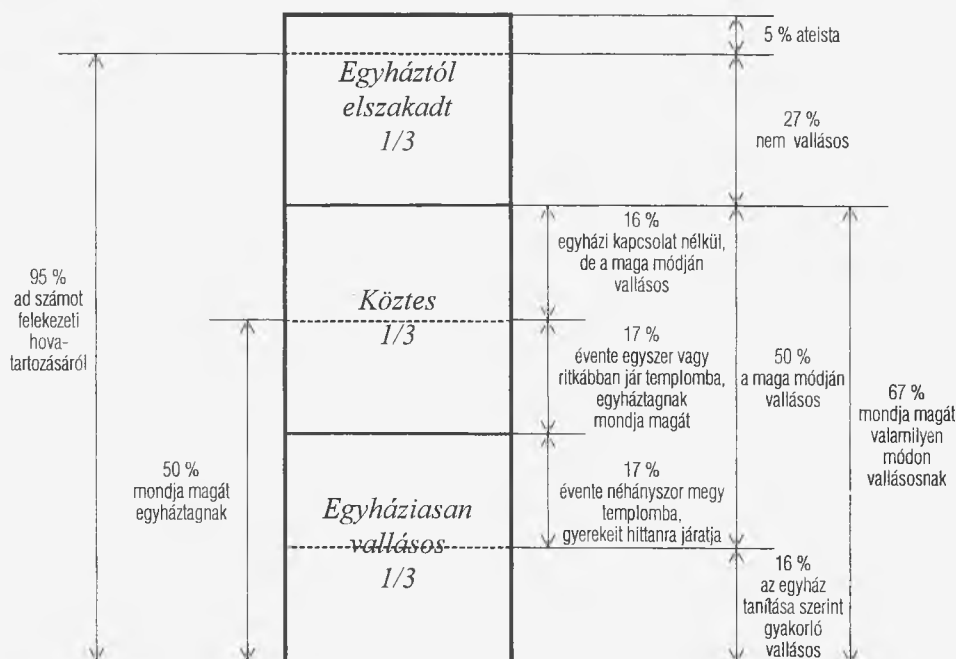 5 % ateista
Egyháztól
elszakadt
1/3
27 %
nem vallásos
95 %
ad számot
felekezeti
hova-
tartozásáról
16 %
egyházi kapcsolat nélkül,
de a maga módján
vallásos
Köztes
1/3
17 %
évente egyszer vagy
ritkábban jár templomba,
egyháztagnak
mondja magát
50 %
a maga módján
vallásos
67 %
mondja magát
valamilyen
módon
vallásosnak
50 %
mondja magát
egyháztagnak
Egyháziasan
vallásos
1/3
17 %
évente néhányszor megy
templomba,
gyerekeit hittanra járatja
16 %
az egyház
tanítása szerint
gyakorló
vallásos